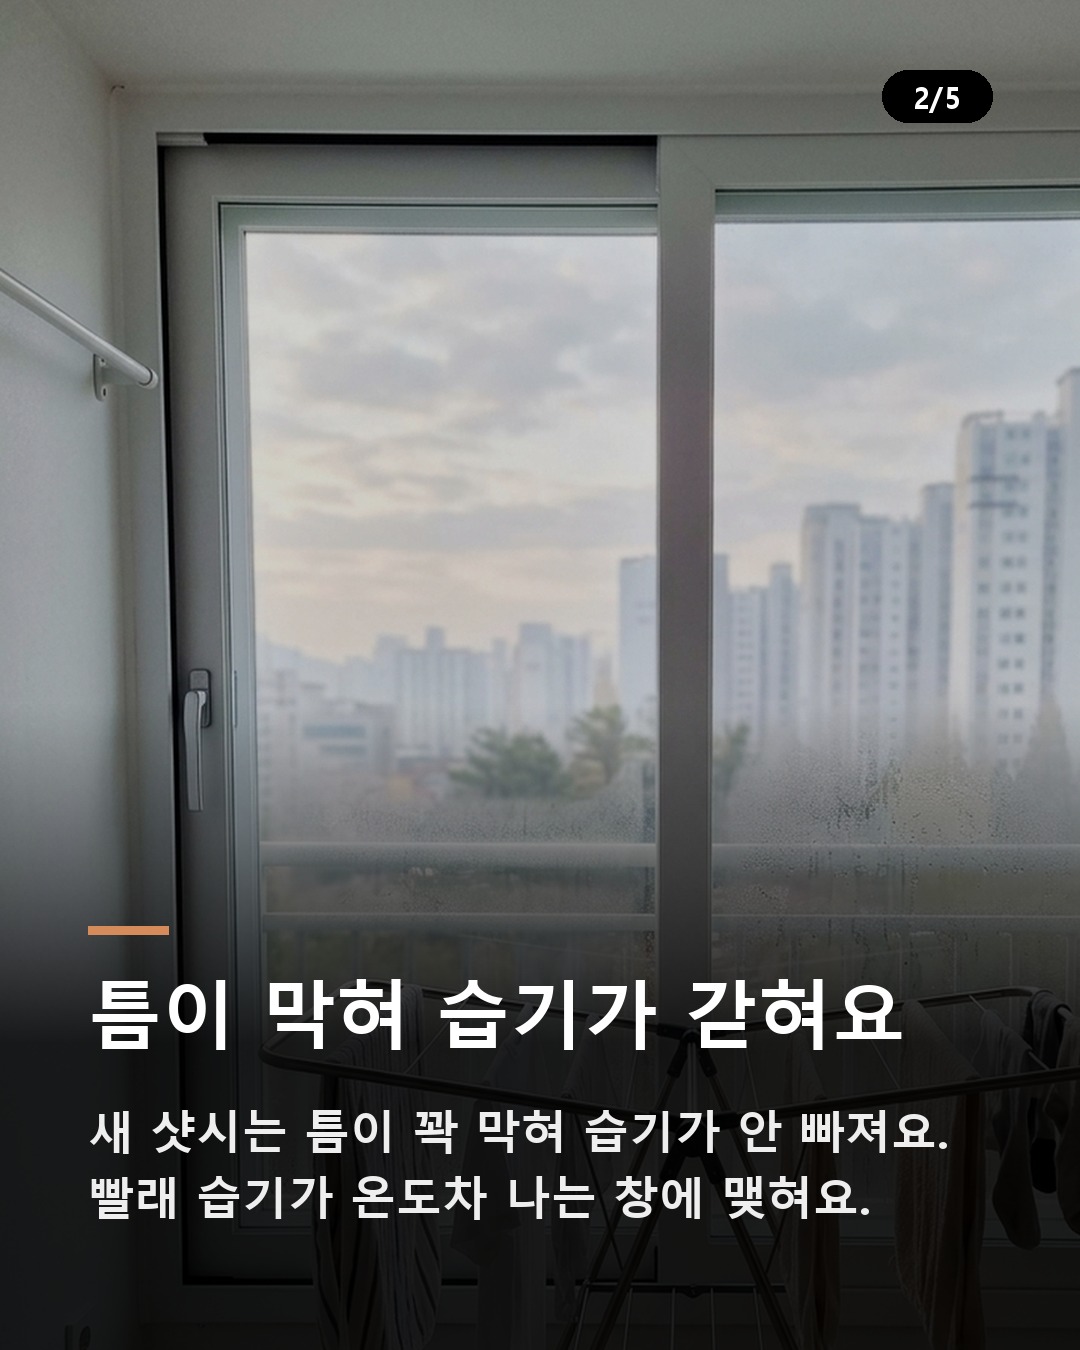 2/5
틈이 막혀 습기가 갇혀요
새 샷시는 틈이 꽉 막혀 습기가 안 빠져요.
빨래 습기가 온도차 나는 창에 맺혀요.